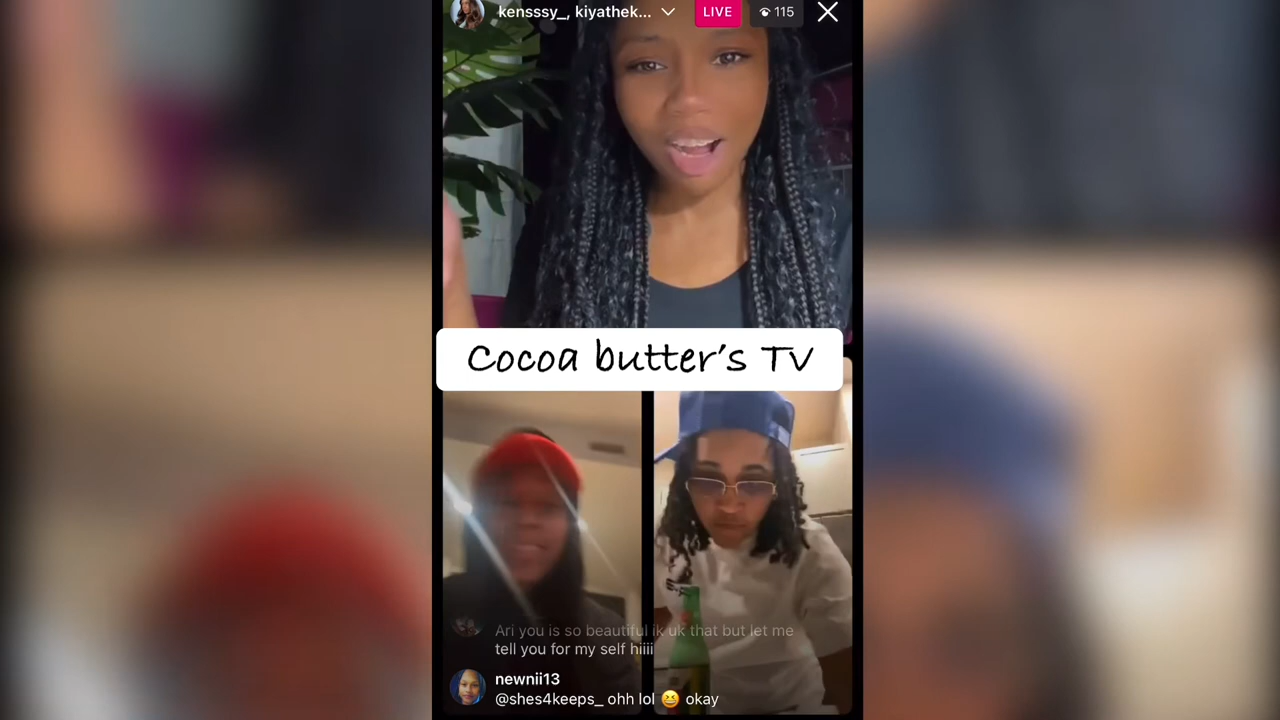 kensssy_, kiyathek...
LIVE
115
Cocoa butter's TV
Ari you is so beautiful ik uk that but let me
tell you for my self hiiii
newnii13
@shes4keeps_ ohh lol 😆 okay